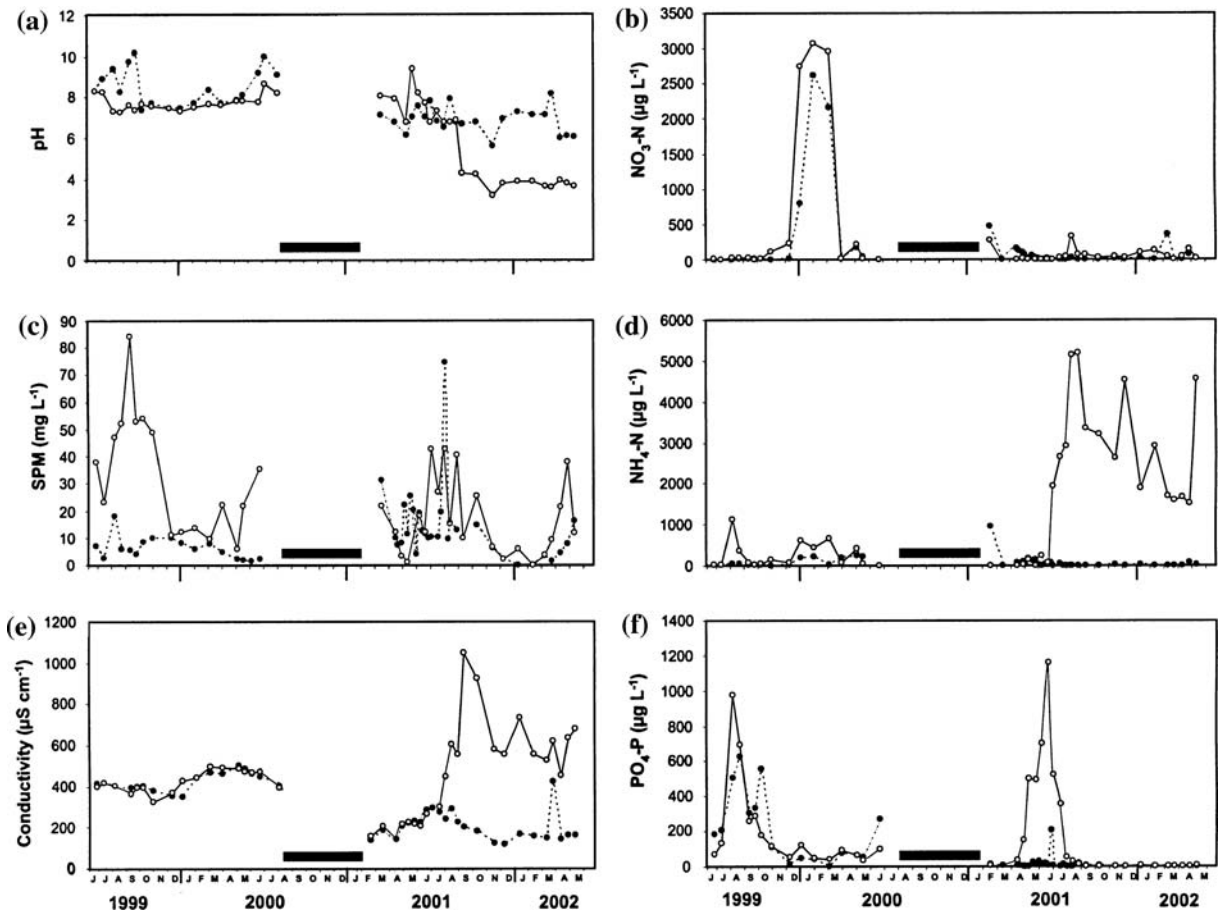 (a)
pH
12
10
8
6
4
2
0
(b)
NO3-N (µg L-1)
3500
3000
2500
2000
1500
1000
500
0
(c)
SPM (mg L-1)
90
80
70
60
50
40
30
20
10
0
(d)
NH4-N (µg L-1)
6000
5000
4000
3000
2000
1000
0
(e)
Conductivity (µS cm-1)
1200
1000
800
600
400
200
0
J J A S O N D J F M A M J J A S O N D J F M A M J J A S O N D J F M A M
1999 2000 2001 2002
(f)
PO4-P (µg L-1)
1400
1200
1000
800
600
400
200
0
J J A S O N D J F M A M J J A S O N D J F M A M J J A S O N D J F M A M
1999 2000 2001 2002